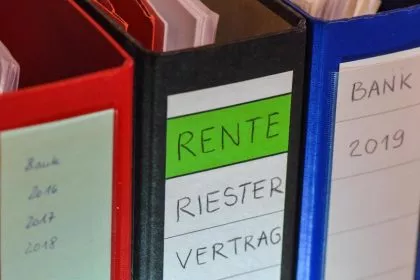 Bank
2016
2017
2018
RENTE
RIESTER
VERTRAG
BANK
2019